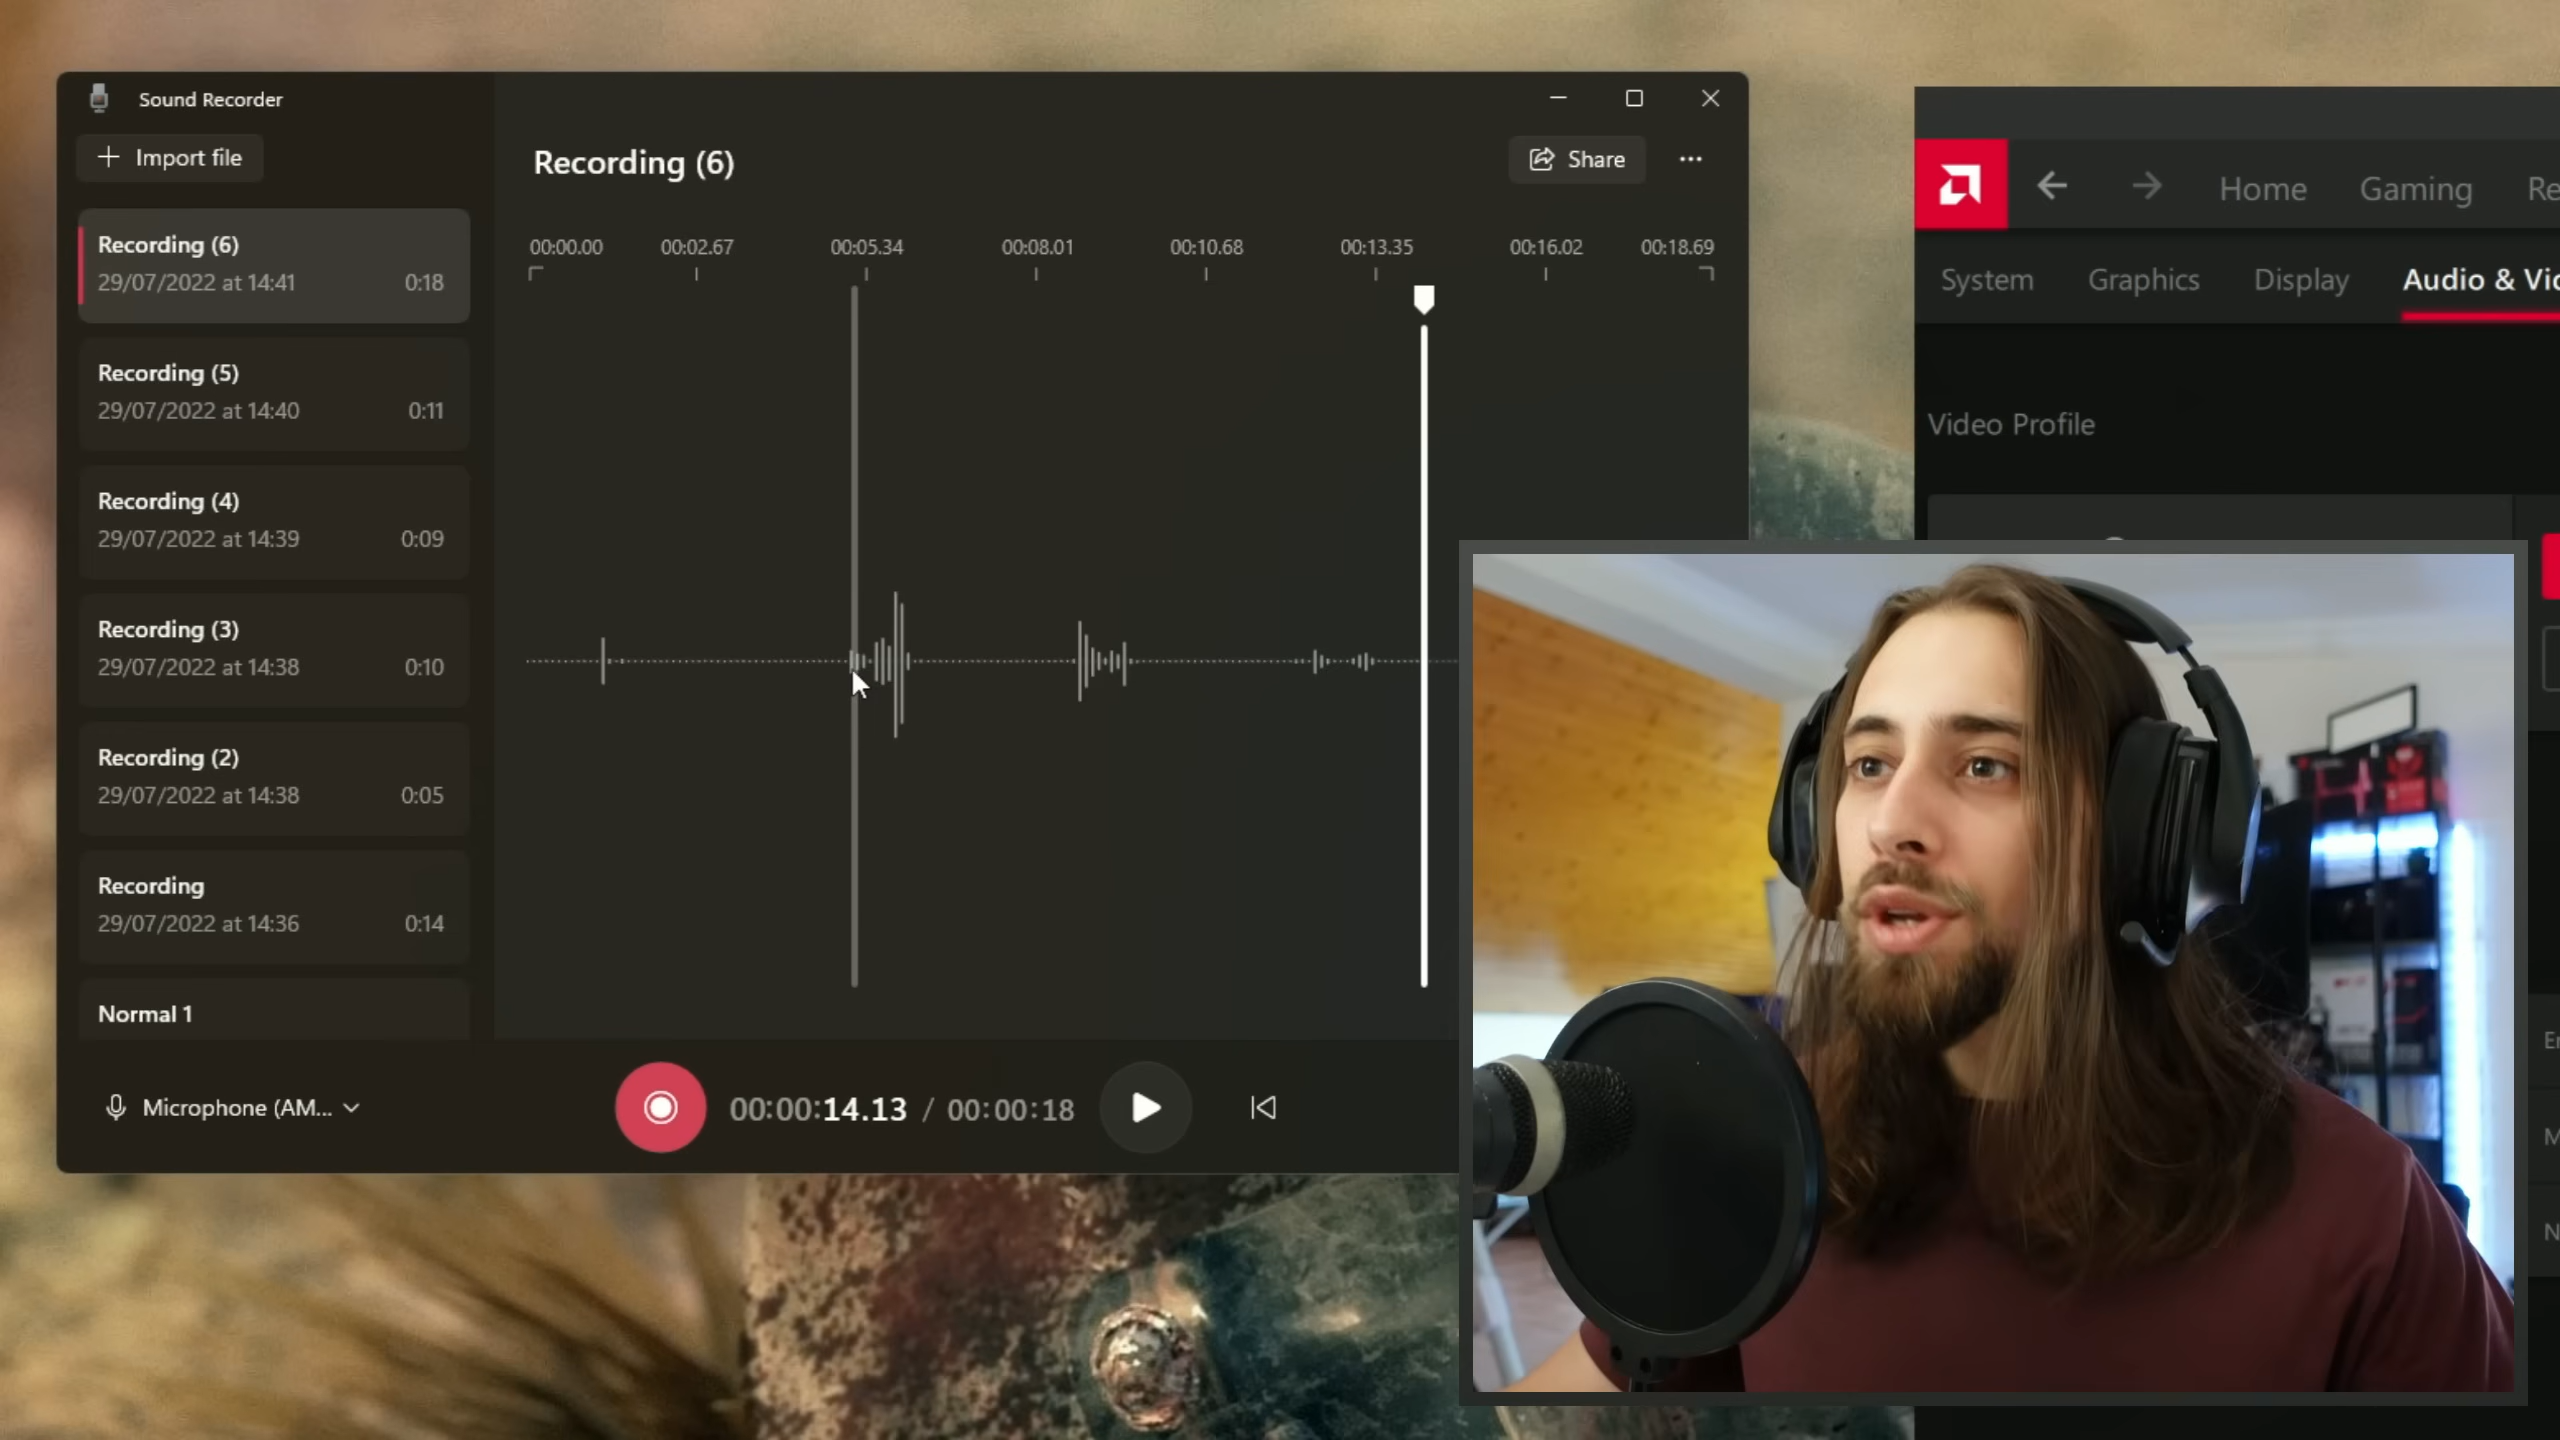 Sound Recorder
Import file
Recording (6)
29/07/2022 at 14:41 0:18
Recording (5)
29/07/2022 at 14:40 0:11
Recording (4)
29/07/2022 at 14:39 0:09
Recording (3)
29/07/2022 at 14:38 0:10
Recording (2)
29/07/2022 at 14:38 0:05
Recording
29/07/2022 at 14:36 0:14
Normal 1
Microphone (AM...
Recording (6)
Share
00:00.00 00:02.67 00:05.34 00:08.01 00:10.68 00:13.35 00:16.02 00:18.69
00:00:14.13 / 00:00:18
Home Gaming Re
System Graphics Display Audio & Vid
Video Profile